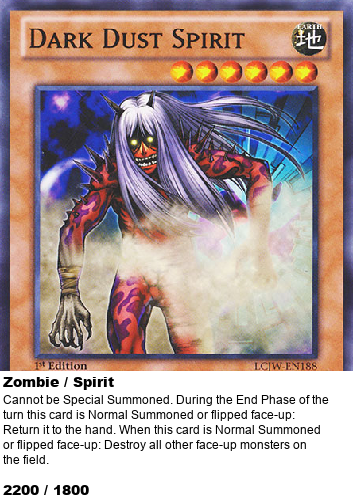 DARK DUST SPIRIT
EARTH
地
1st Edition
LCJW-EN188
Zombie / Spirit
Cannot be Special Summoned. During the End Phase of the
turn this card is Normal Summoned or flipped face-up:
Return it to the hand. When this card is Normal Summoned
or flipped face-up: Destroy all other face-up monsters on
the field.
2200 / 1800